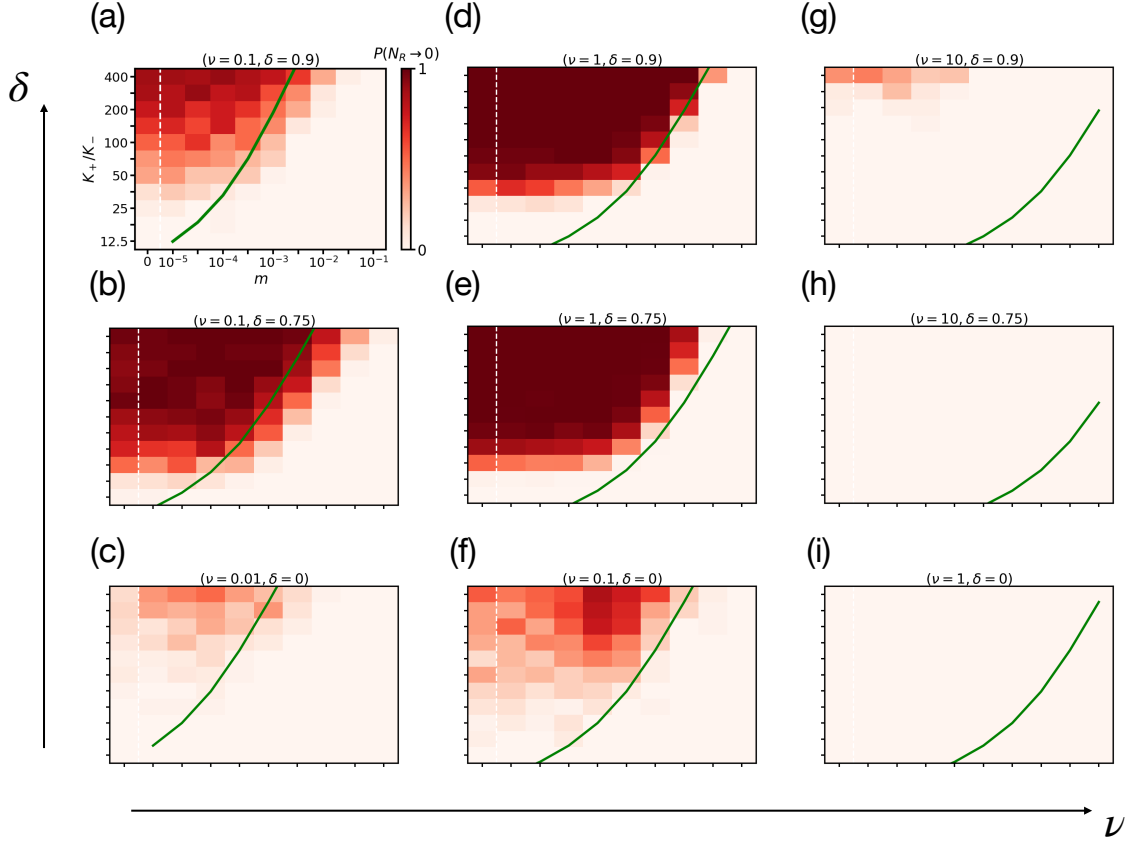 (a)
(d)
(g)
P(N_R → 0)
(ν = 0.1, δ = 0.9)
(ν = 1, δ = 0.9)
(ν = 10, δ = 0.9)
δ
K_+/K_-
400
200
100
50
25
12.5
1
0
0 10^{-5} 10^{-4} 10^{-3} 10^{-2} 10^{-1}
m
(b)
(e)
(h)
(ν = 0.1, δ = 0.75)
(ν = 1, δ = 0.75)
(ν = 10, δ = 0.75)
(c)
(f)
(i)
(ν = 0.01, δ = 0)
(ν = 0.1, δ = 0)
(ν = 1, δ = 0)
ν